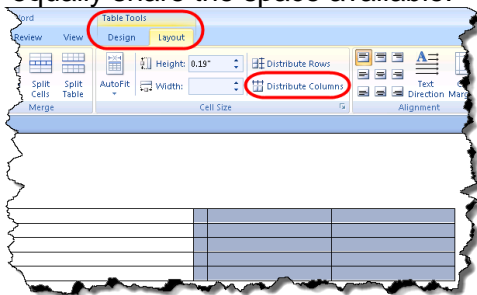 equally share the space available.
Table Tools
Review View Design Layout
Height: 0.19"
Distribute Rows
Split Cells
Split Table
AutoFit
Width:
Distribute Columns
Text Direction
Merge
Cell Size
Alignment